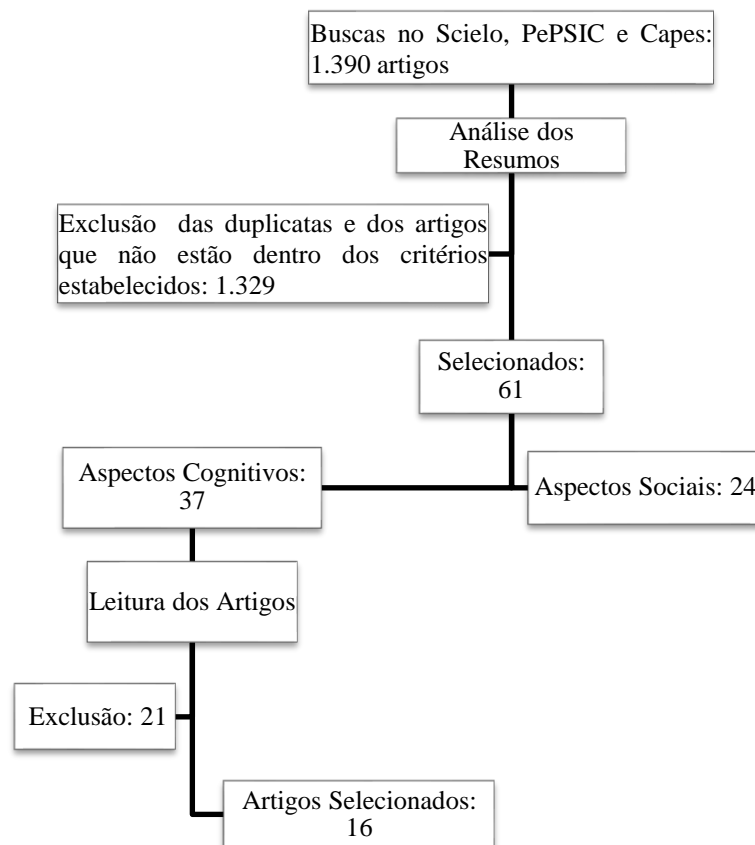 Buscas no Scielo, PePSIC e Capes:
1.390 artigos
Análise dos
Resumos
Exclusão das duplicatas e dos artigos
que não estão dentro dos critérios
estabelecidos: 1.329
Selecionados:
61
Aspectos Cognitivos:
37
Aspectos Sociais: 24
Leitura dos Artigos
Exclusão: 21
Artigos Selecionados:
16